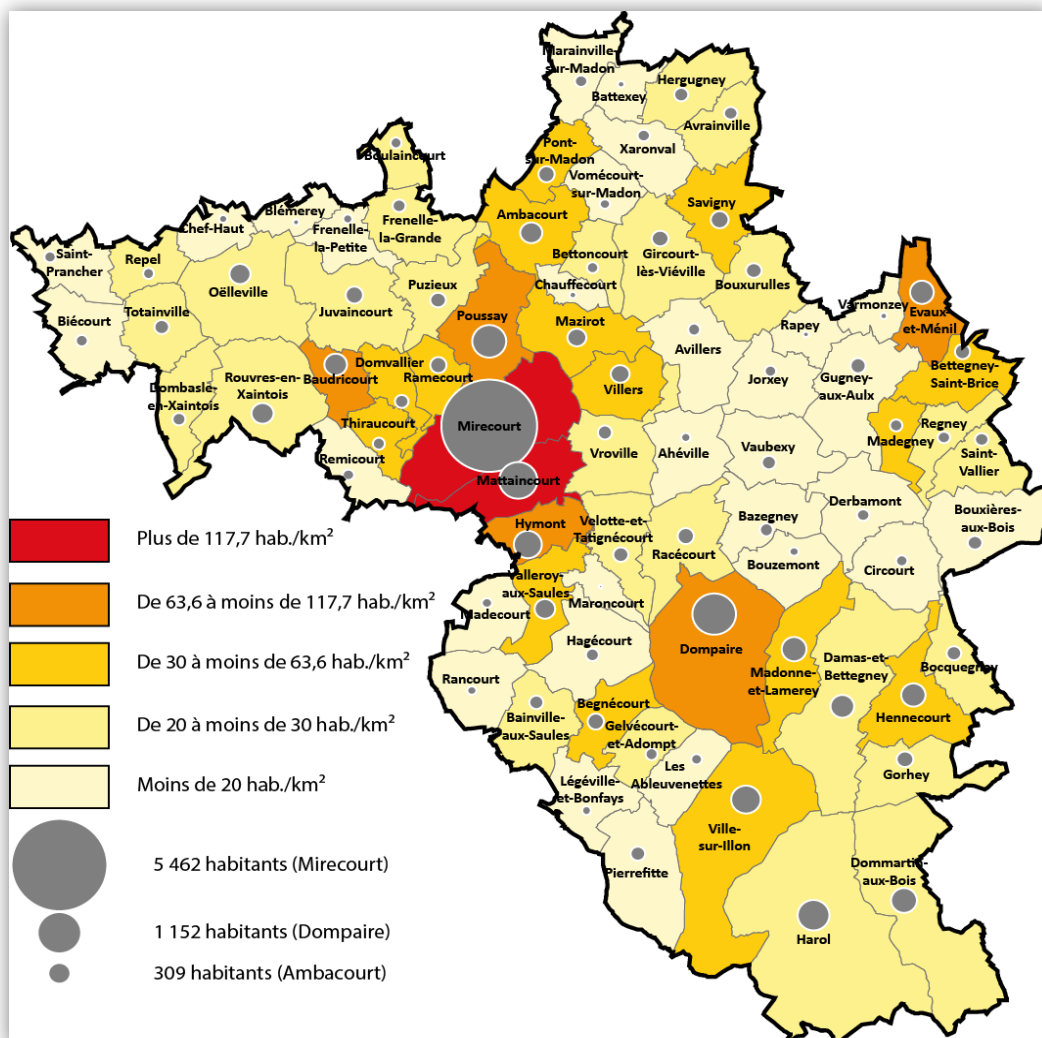 Marainville-
sur-Madon
Battexey
Hergugney
Avrainville
Xaronval
Pont-
sur-Madon
Vomécourt-
sur-Madon
Boulaincourt
Savigny
Ambacourt
Blémerey
Frenelle-
la-Grande
Chef-Haut
Frenelle-
la-Petite
Bettoncourt
Girecourt-
lès-Viéville
Saint-
Prancher
Repel
Oëlleville
Puzieux
Chauffecourt
Bouxurulles
Juvaincourt
Varmonzey
Evaux-
et-Ménil
Totainville
Biécourt
Poussay
Mazirot
Rapey
Avillers
Domvallier
Ramecourt
Baudricourt
Villers
Jorxey
Gugney-
aux-Aulx
Bettegney-
Saint-Brice
Dombasle-
en-Xaintois
Rouvres-en-
Xaintois
Thiraucourt
Mirecourt
Regney
Madegney
Remicourt
Vroville
Ahéville
Vaubexy
Saint-
Vallier
Mattaincourt
Derbamont
Bouxières-
aux-Bois
Hymont
Velotte-et-
Tatignécourt
Bazegney
Racécourt
Bouzemont
Circourt
Valleroy-
aux-Saules
Maroncourt
Madecourt
Hagécourt
Dompaire
Madonne-
et-Lamerey
Damas-et-
Bettegney
Bocquegney
Rancourt
Begnécourt
Hennecourt
Bainville-
aux-Saules
Gelvécourt-
et-Adompt
Les
Ableuvenettes
Gorhey
Légéville-
et-Bonfays
Ville-
sur-Illon
Pierrefitte
Dommartin-
aux-Bois
Harol
Plus de 117,7 hab./km²
De 63,6 à moins de 117,7 hab./km²
De 30 à moins de 63,6 hab./km²
De 20 à moins de 30 hab./km²
Moins de 20 hab./km²
5 462 habitants (Mirecourt)
1 152 habitants (Dompaire)
309 habitants (Ambacourt)